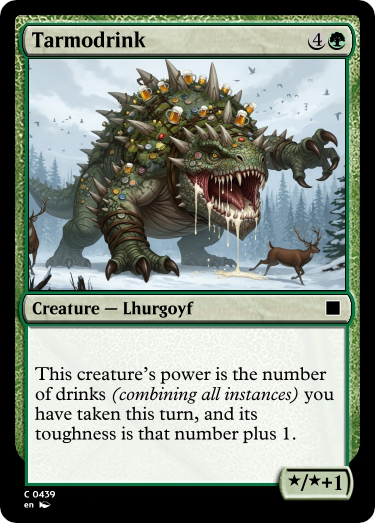 Tarmodrink 4
Creature — Lhurgoyf
This creature's power is the number
of drinks (combining all instances) you
have taken this turn, and its
toughness is that number plus 1.
★/★+1
C 0439
en